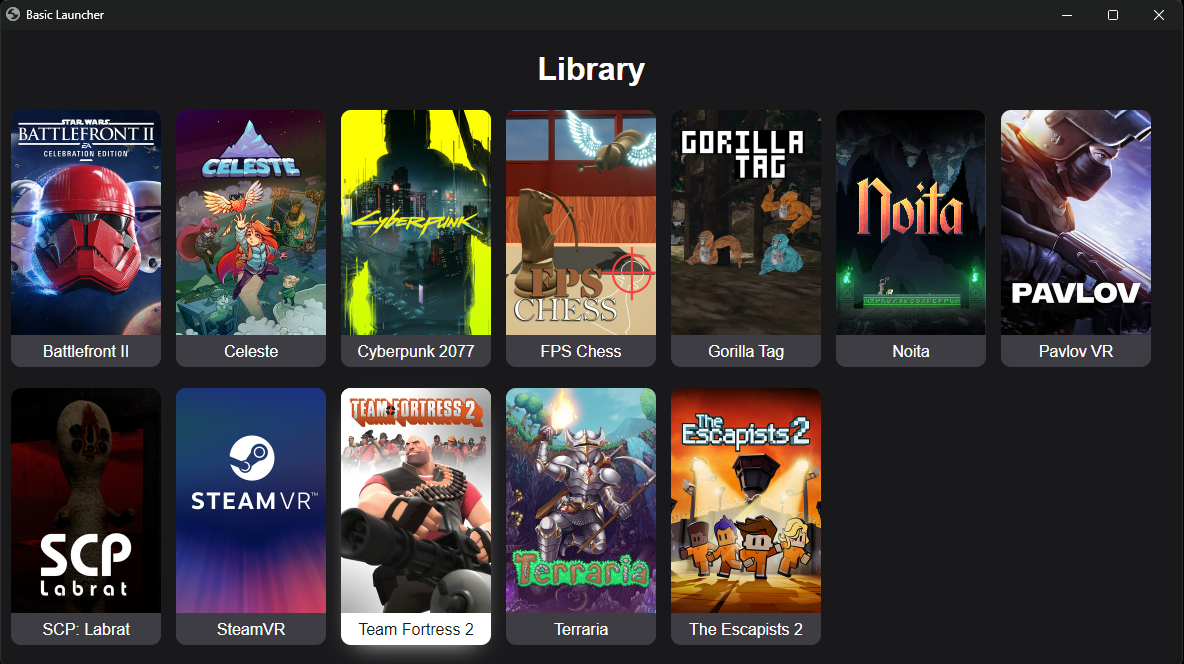 Basic Launcher
Library
STAR WARS
BATTLEFRONT II
EA
CELEBRATION EDITION
CELESTE
CYBERPUNK
FPS
CHESS
GORILLA
TAG
Noita
PAVLOV
Battlefront II
Celeste
Cyberpunk 2077
FPS Chess
Gorilla Tag
Noita
Pavlov VR
SCP
Labrat
STEAMVR™
TEAM FORTRESS 2
Terraria
The
Escapists 2
SCP: Labrat
SteamVR
Team Fortress 2
Terraria
The Escapists 2